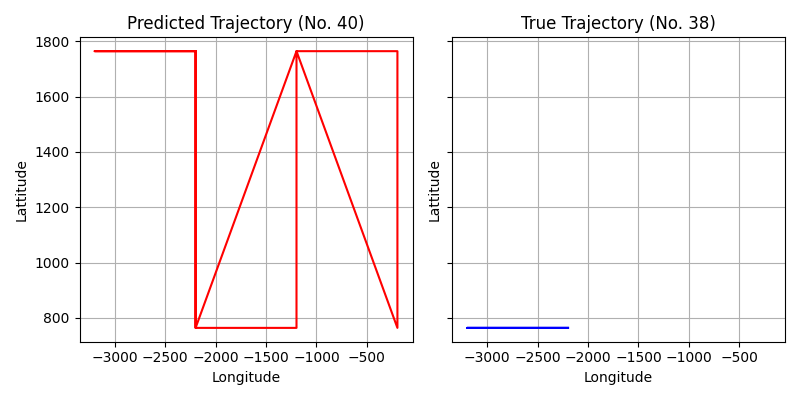 Predicted Trajectory (No. 40)
True Trajectory (No. 38)
1800
1600
1400
1200
1000
800
Lattitude
Lattitude
−3000 −2500 −2000 −1500 −1000 −500
−3000 −2500 −2000 −1500 −1000 −500
Longitude
Longitude